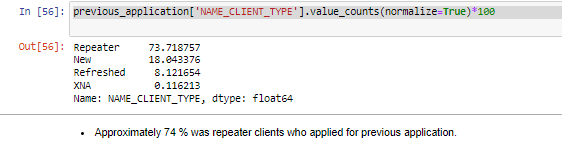 In [56]: previous_application['NAME_CLIENT_TYPE'].value_counts(normalize=True)*100
Out[56]: Repeater 73.718757
New 18.043376
Refreshed 8.121654
XNA 0.116213
Name: NAME_CLIENT_TYPE, dtype: float64
• Approximately 74 % was repeater clients who applied for previous application.